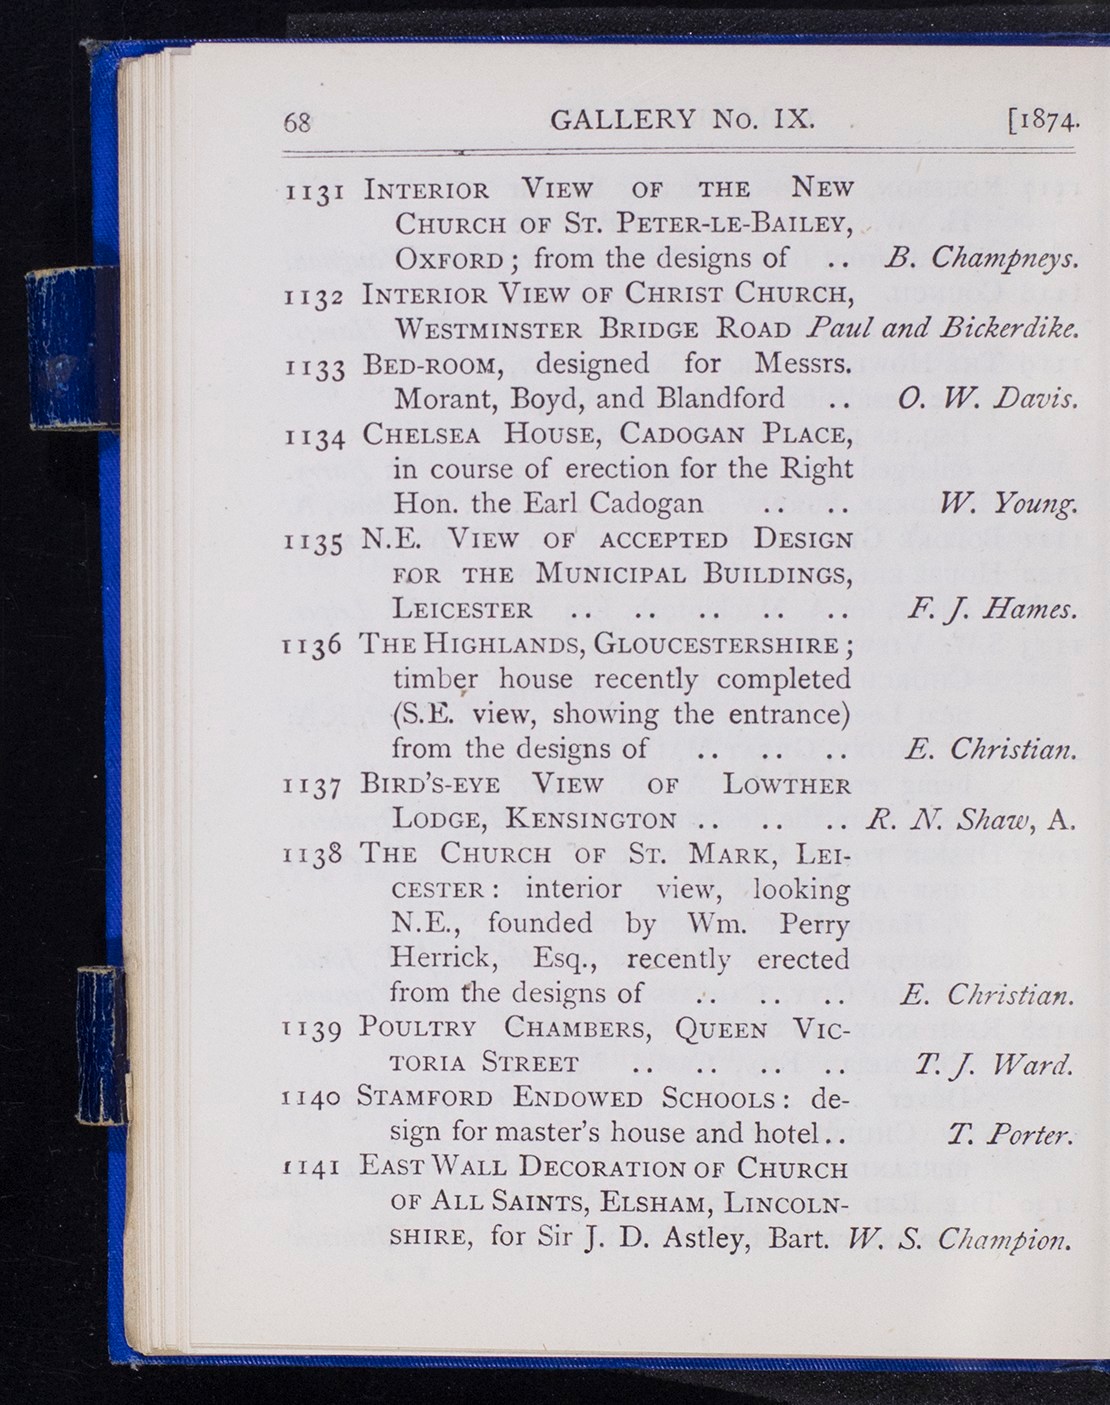 68 GALLERY No. IX. [1874.
1131 INTERIOR VIEW OF THE NEW
CHURCH OF ST. PETER-LE-BAILEY,
OXFORD; from the designs of .. B. Champneys.
1132 INTERIOR VIEW OF CHRIST CHURCH,
WESTMINSTER BRIDGE ROAD Paul and Bickerdike.
1133 BED-ROOM, designed for Messrs.
Morant, Boyd, and Blandford .. O. W. Davis.
1134 CHELSEA HOUSE, CADOGAN PLACE,
in course of erection for the Right
Hon. the Earl Cadogan .. .. W. Young.
1135 N.E. VIEW OF ACCEPTED DESIGN
FOR THE MUNICIPAL BUILDINGS,
LEICESTER .. .. .. .. .. F. J. Hames.
1136 THE HIGHLANDS, GLOUCESTERSHIRE;
timber house recently completed
(S.E. view, showing the entrance)
from the designs of .. .. .. E. Christian.
1137 BIRD'S-EYE VIEW OF LOWTHER
LODGE, KENSINGTON .. .. .. R. N. Shaw, A.
1138 THE CHURCH OF ST. MARK, LEI-
CESTER: interior view, looking
N.E., founded by Wm. Perry
Herrick, Esq., recently erected
from the designs of .. .. .. E. Christian.
1139 POULTRY CHAMBERS, QUEEN VIC-
TORIA STREET .. .. .. .. T. J. Ward.
1140 STAMFORD ENDOWED SCHOOLS: de-
sign for master's house and hotel.. T. Porter.
1141 EAST WALL DECORATION OF CHURCH
OF ALL SAINTS, ELSHAM, LINCOLN-
SHIRE, for Sir J. D. Astley, Bart. W. S. Champion.